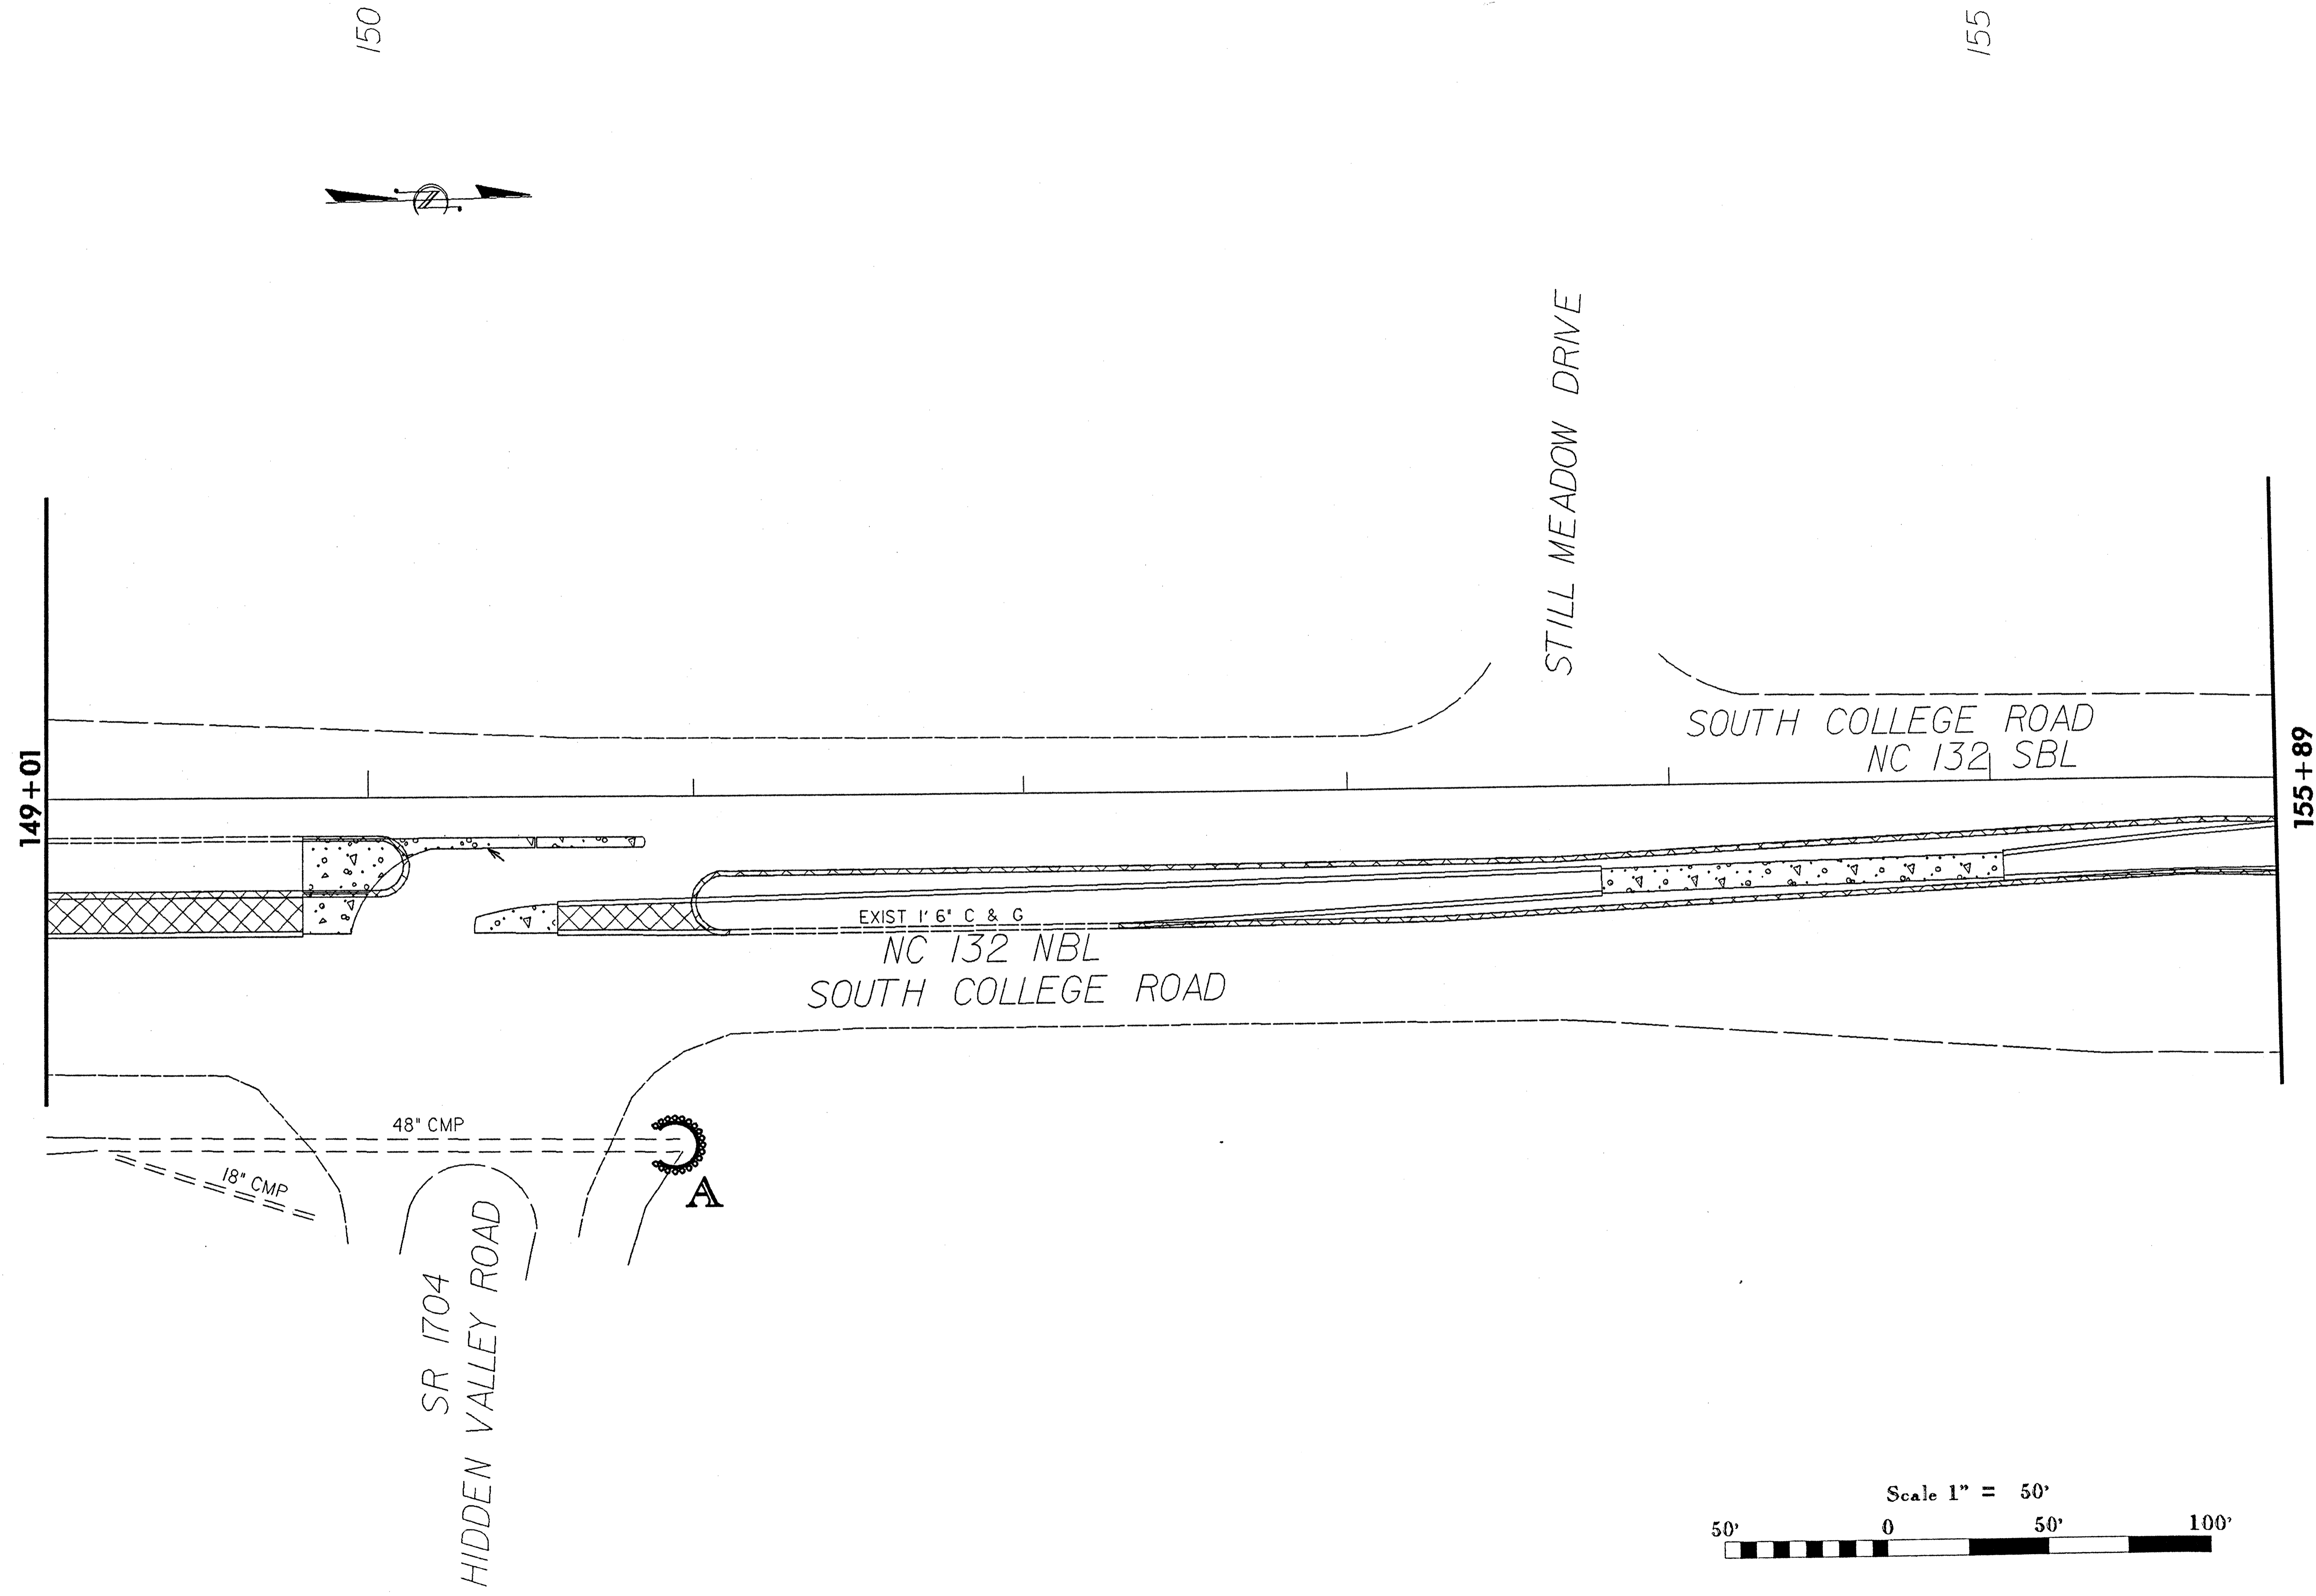 150
155
STILL MEADOW DRIVE
SOUTH COLLEGE ROAD
NC 132 SBL
149+01
155+89
EXIST 1' 6" C & G
NC 132 NBL
SOUTH COLLEGE ROAD
48" CMP
18" CMP
A
SR 1704
HIDDEN VALLEY ROAD
Scale 1" = 50'
50' 0 50' 100'